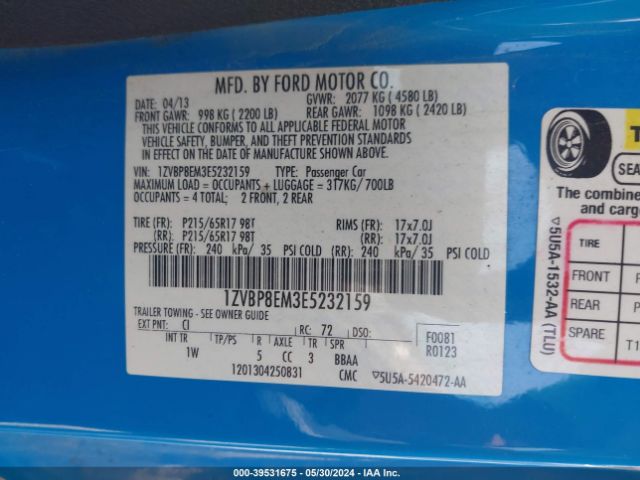 MFD. BY FORD MOTOR CO.
DATE: 04/13 GVWR: 2077 KG ( 4580 LB)
FRONT GAWR: 998 KG ( 2200 LB) REAR GAWR: 1098 KG ( 2420 LB)
THIS VEHICLE CONFORMS TO ALL APPLICABLE FEDERAL MOTOR
VEHICLE SAFETY, BUMPER, AND THEFT PREVENTION STANDARDS
IN EFFECT ON THE DATE OF MANUFACTURE SHOWN ABOVE.
VIN: 1ZVBP8EM3E5232159 TYPE: Passenger Car
MAXIMUM LOAD = OCCUPANTS + LUGGAGE = 317KG/ 700LB
OCCUPANTS = 4 TOTAL; 2 FRONT, 2 REAR
TIRE (FR): P215/65R17 98T RIMS (FR): 17x7.0J
(RR): P215/65R17 98T (RR): 17x7.0J
PRESSURE (FR): 240 kPa/ 35 PSI COLD (RR): 240 kPa/ 35 PSI COLD
1ZVBP8EM3E5232159
TRAILER TOWING - SEE OWNER GUIDE
EXT PNT: CI RC: 72 DSO:
INT TR TP/PS R AXLE TR SPR
1W 5 CC 3 BBAA
F0081
R0123
1201304250831 CMC ▽5U5A-5420472-AA
▽5U5A-1532-AA (TLU)
T
SEA
The combine
and cargo
TIRE
FRONT P
REAR P
SPARE T1
000-39531675 - 05/30/2024 - IAA Inc.